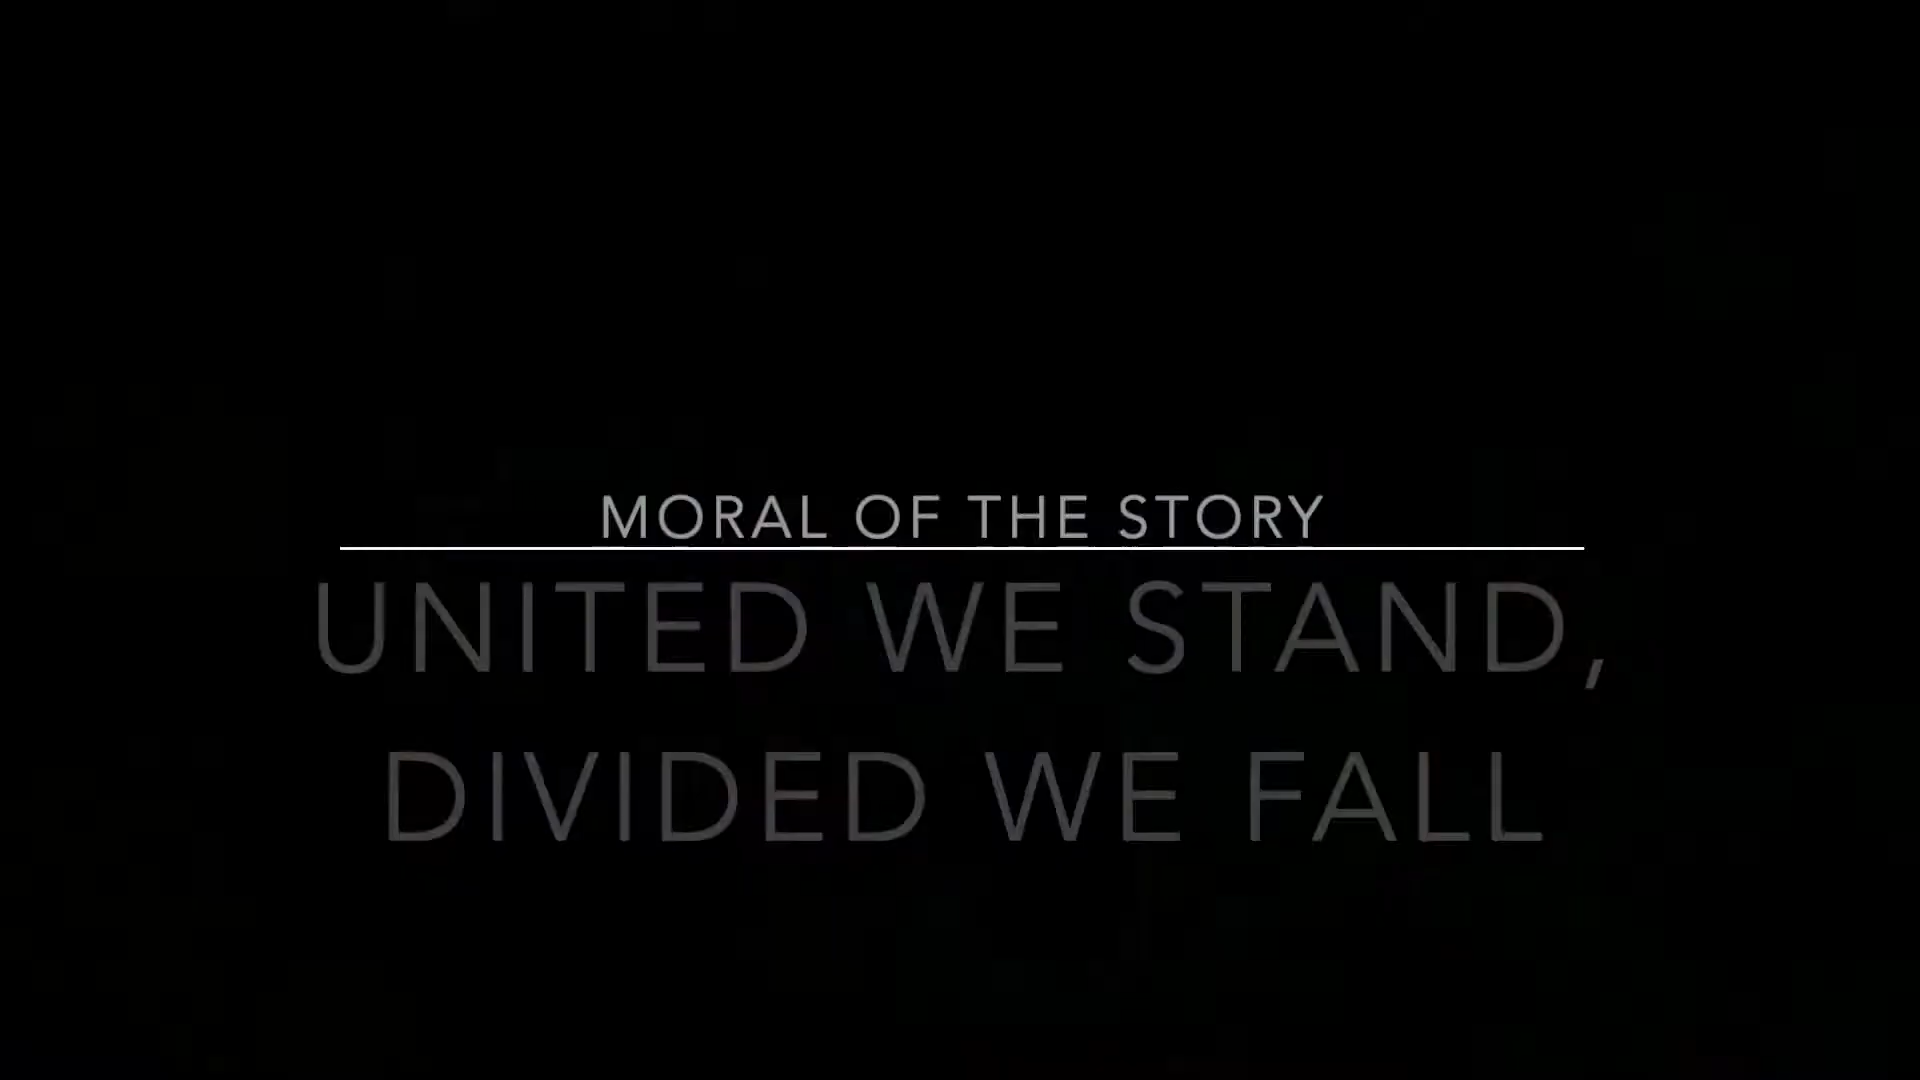 MORAL OF THE STORY
UNITED WE STAND,
DIVIDED WE FALL